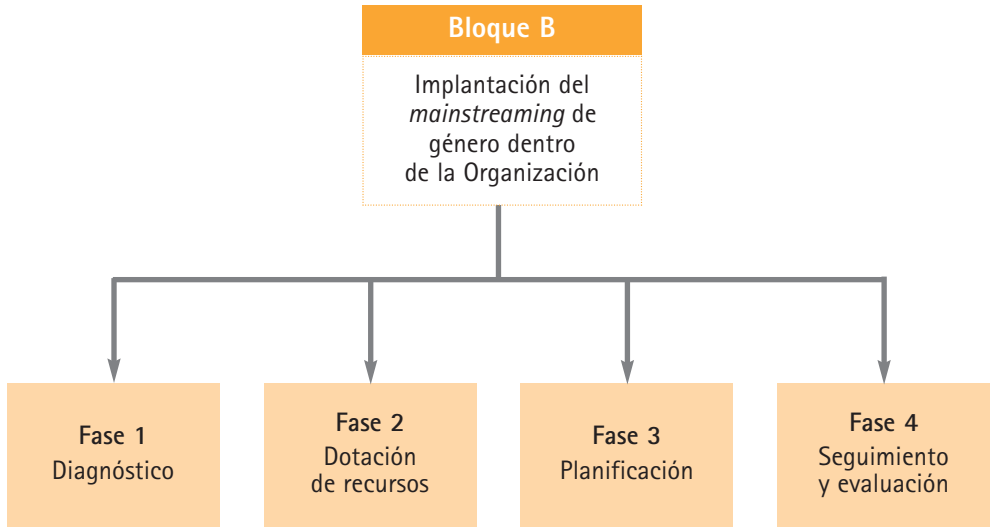 Bloque B
Implantación del
mainstreaming de
género dentro
de la Organización
Fase 1
Diagnóstico
Fase 2
Dotación
de recursos
Fase 3
Planificación
Fase 4
Seguimiento
y evaluación